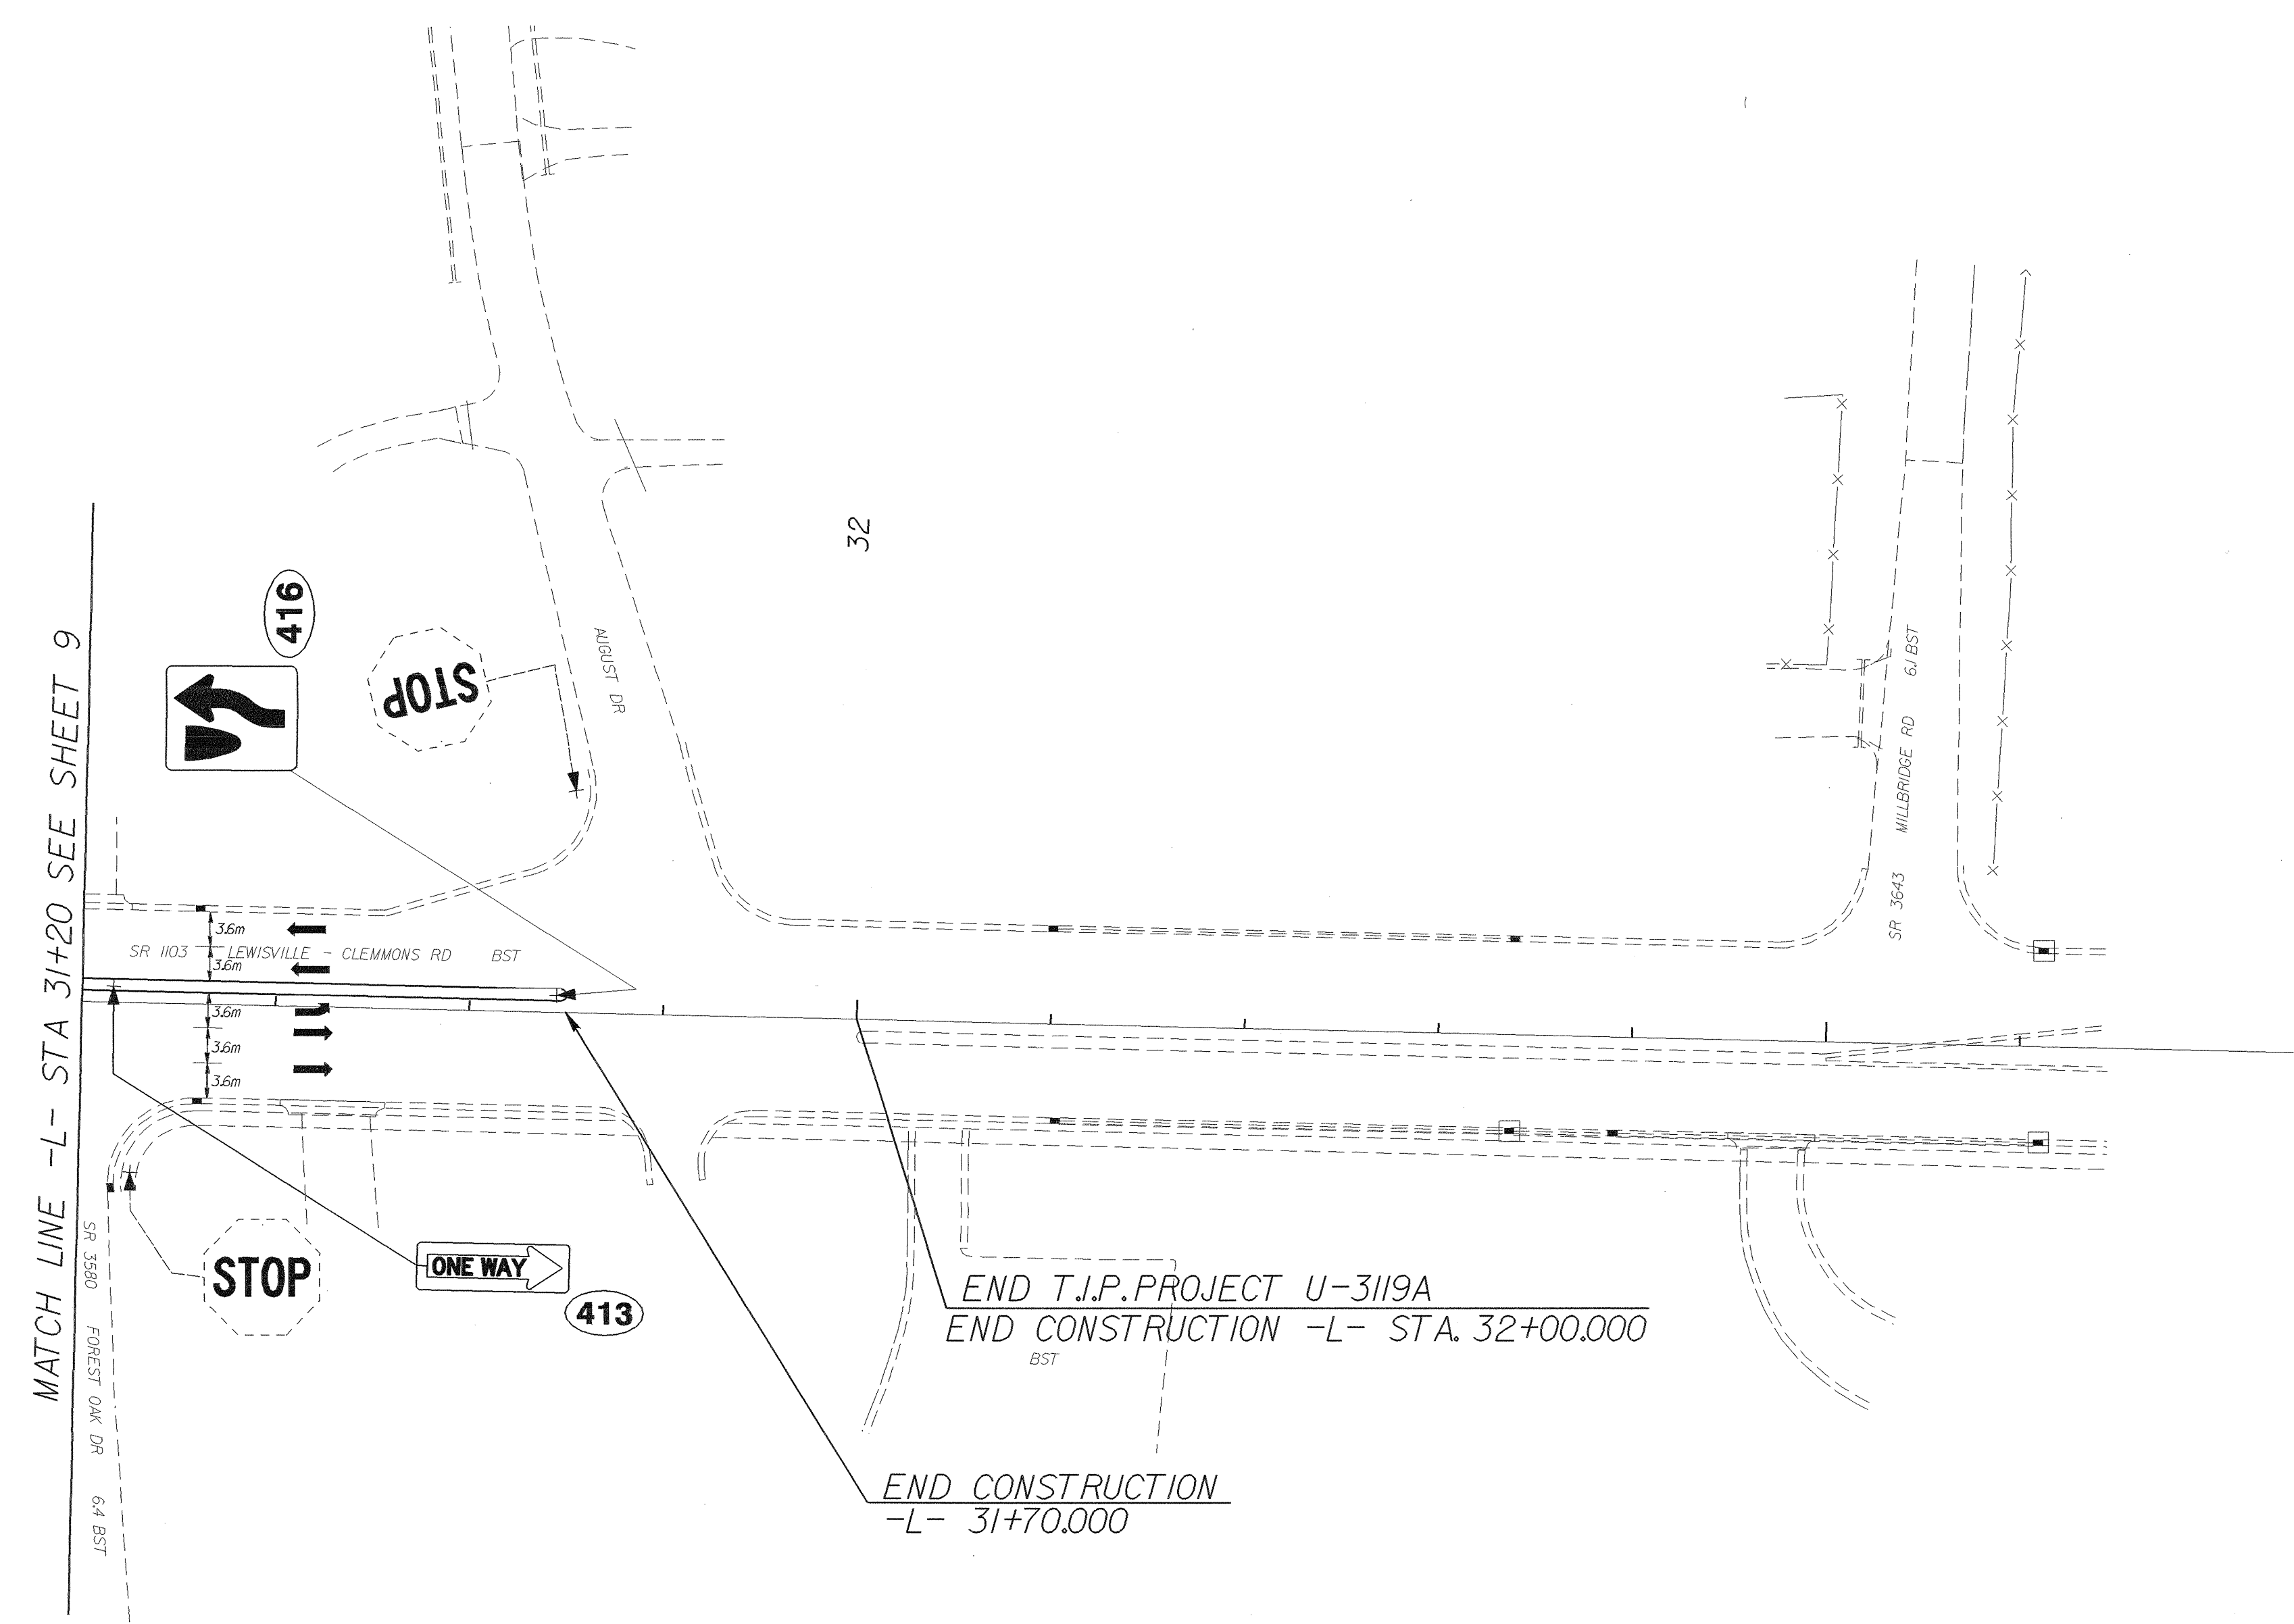 MATCH LINE -L- STA 31+20 SEE SHEET 9
416
STOP
AUGUST DR
32
SR 3643 MILLBRIDGE RD 6.1 BST
3.6m
SR 1103 LEWISVILLE - CLEMMONS RD BST
3.6m
3.6m
3.6m
3.6m
SR 3580 FOREST OAK DR 6.4 BST
STOP
ONE WAY
413
END T.I.P. PROJECT U-3119A
END CONSTRUCTION -L- STA. 32+00.000
BST
END CONSTRUCTION
-L- 31+70.000